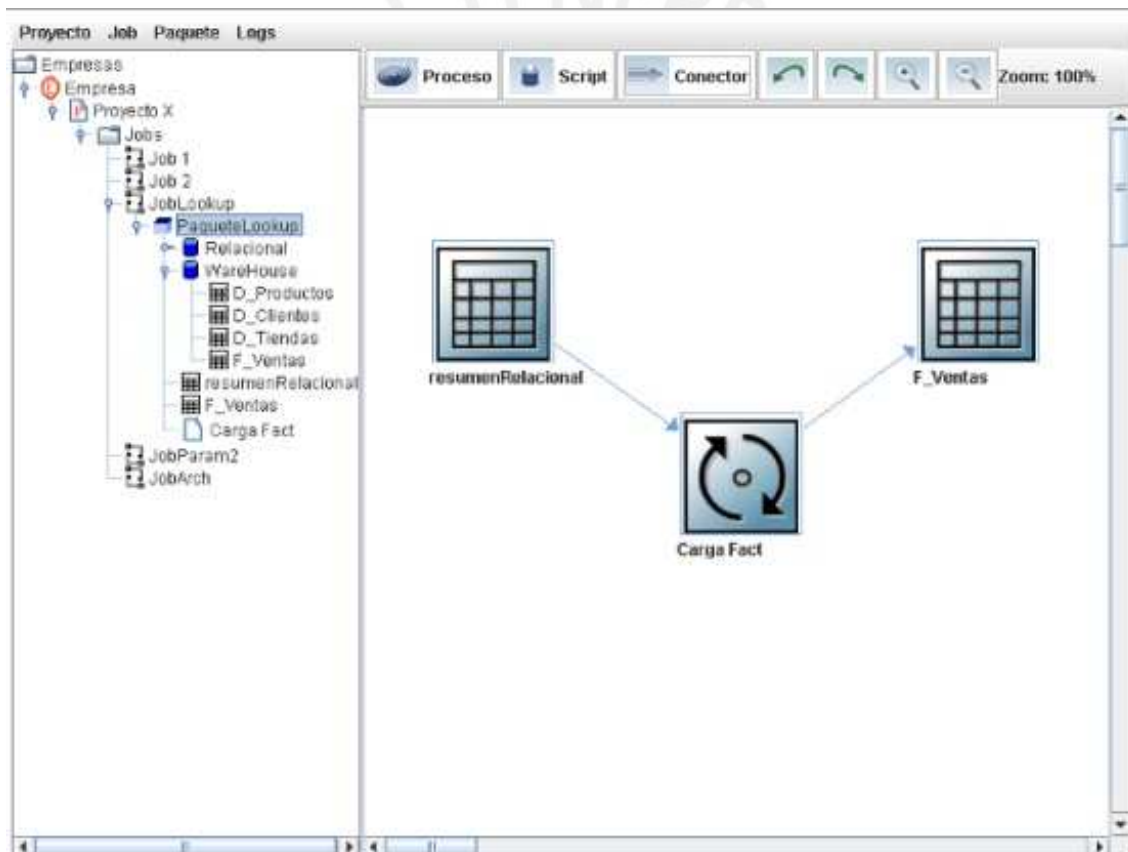 Proyecto Job Paquete Logs
Empresas
Empresa
Proyecto X
Jobs
Job 1
Job 2
JobLookup
PaqueteLookup
Relacional
WareHouse
D_Productos
D_Clientes
D_Tiendas
F_Ventas
resumenRelacional
F_Ventas
Carga Fact
JobParam2
JobArch
Proceso Script Conector Zoom: 100%
resumenRelacional
F_Ventas
Carga Fact